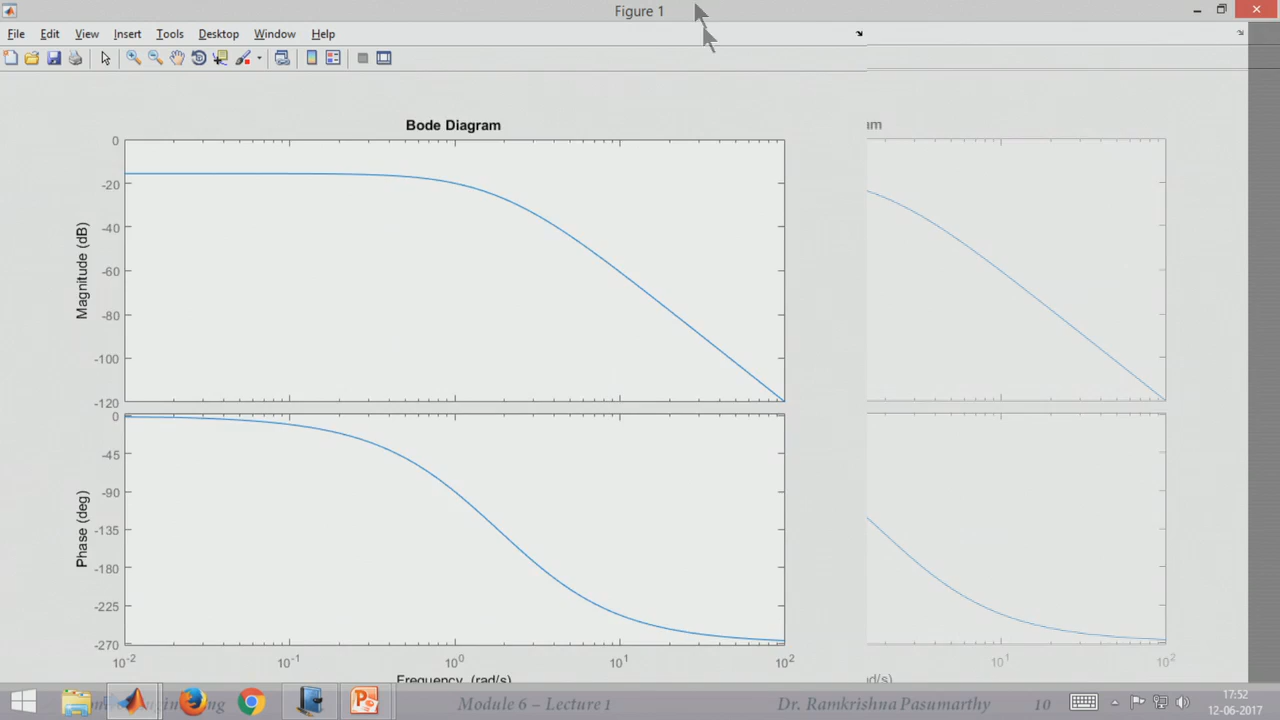 Figure 1
File Edit View Insert Tools Desktop Window Help
Bode Diagram
Magnitude (dB)
0
-20
-40
-60
-80
-100
-120
Phase (deg)
0
-45
-90
-135
-180
-225
-270
10-2 10-1 100 101 102
101 102
Frequency (rad/s)
Module 6 – Lecture 1 Dr. Ramkrishna Pasumarthy 10
17:52
12-06-2017